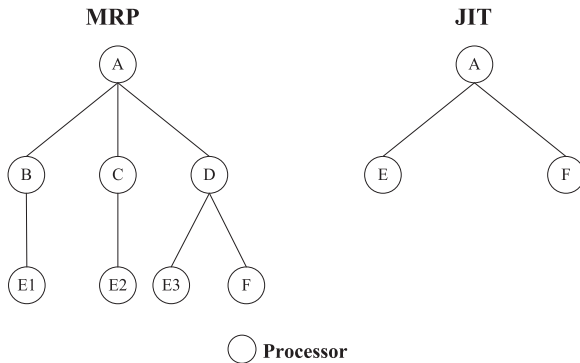 MRP JIT
A A
B C D E F
E1 E2 E3 F
Processor